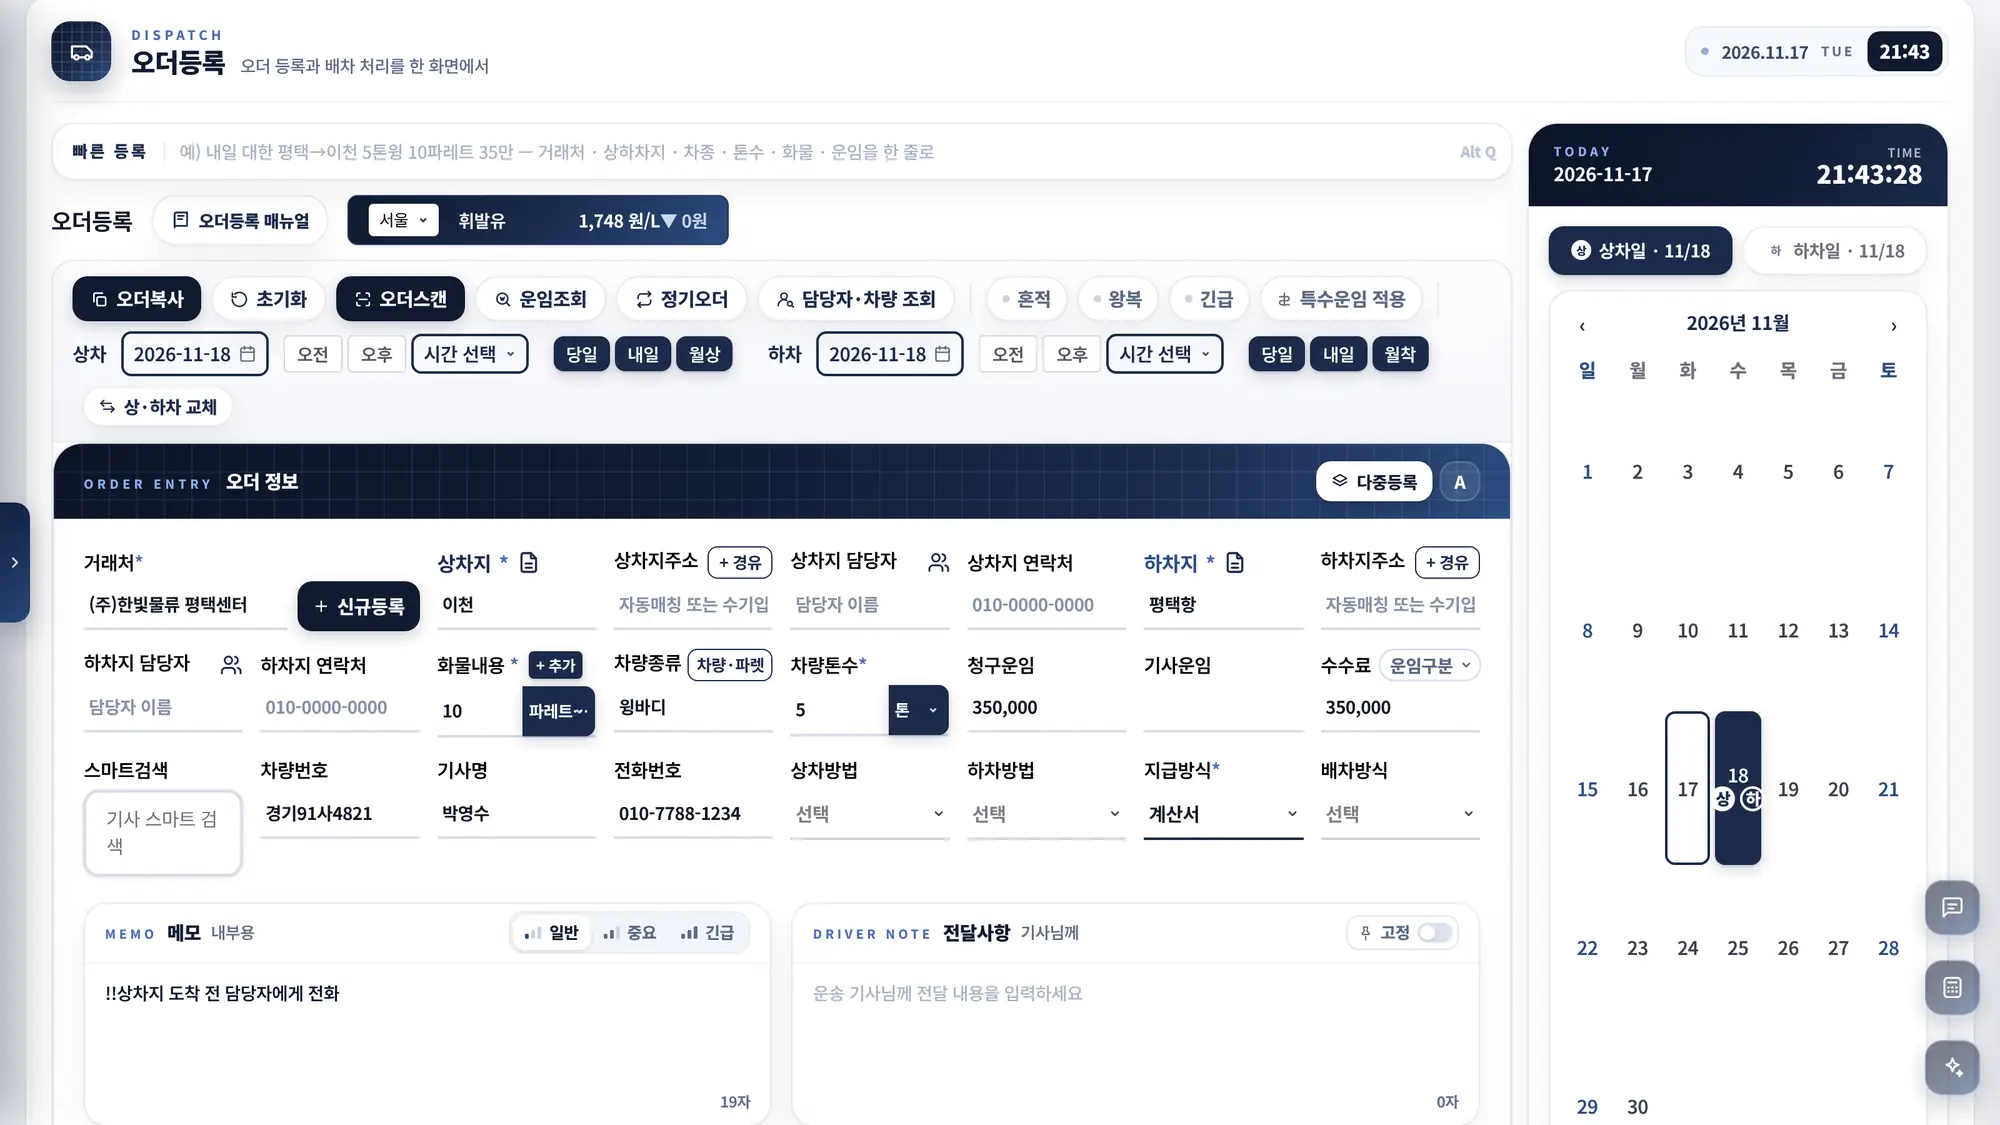 DISPATCH
오더등록 오더 등록과 배차 처리를 한 화면에서
2026.11.17 TUE 21:43
빠른 등록 예) 내일 대한 평택→이천 5톤윙 10파레트 35만 — 거래처 · 상하차지 · 차종 · 톤수 · 화물 · 운임을 한 줄로 Alt Q
오더등록 오더등록 매뉴얼 서울 휘발유 1,748 원/L▼ 0원
오더복사 초기화 오더스캔 운임조회 정기오더 담당자·차량 조회 혼적 왕복 긴급 특수운임 적용
상차 2026-11-18 오전 오후 시간 선택 당일 내일 월상 하차 2026-11-18 오전 오후 시간 선택 당일 내일 월착
상·하차 교체
ORDER ENTRY 오더 정보 다중등록 A
거래처* 상차지 * 상차지주소 + 경유 상차지 담당자 상차지 연락처 하차지 * 하차지주소 + 경유
(주)한빛물류 평택센터 + 신규등록 이천 자동매칭 또는 수기입 담당자 이름 010-0000-0000 평택항 자동매칭 또는 수기입
하차지 담당자 하차지 연락처 화물내용 * + 추가 차량종류 차량·파렛 차량톤수* 청구운임 기사운임 수수료 운임구분
담당자 이름 010-0000-0000 10 파레트 윙바디 5 톤 350,000 350,000
스마트검색 차량번호 기사명 전화번호 상차방법 하차방법 지급방식* 배차방식
기사 스마트 검
색
경기91사4821 박영수 010-7788-1234 선택 선택 계산서 선택
MEMO 메모 내부용 일반 중요 긴급
!!상차지 도착 전 담당자에게 전화
19자
DRIVER NOTE 전달사항 기사님께 고정
운송 기사님께 전달 내용을 입력하세요
0자
TODAY TIME
2026-11-17 21:43:28
상 상차일 · 11/18 하 하차일 · 11/18
‹ 2026년 11월 ›
일 월 화 수 목 금 토
1 2 3 4 5 6 7
8 9 10 11 12 13 14
15 16 17 18 19 20 21
상 하
22 23 24 25 26 27 28
29 30